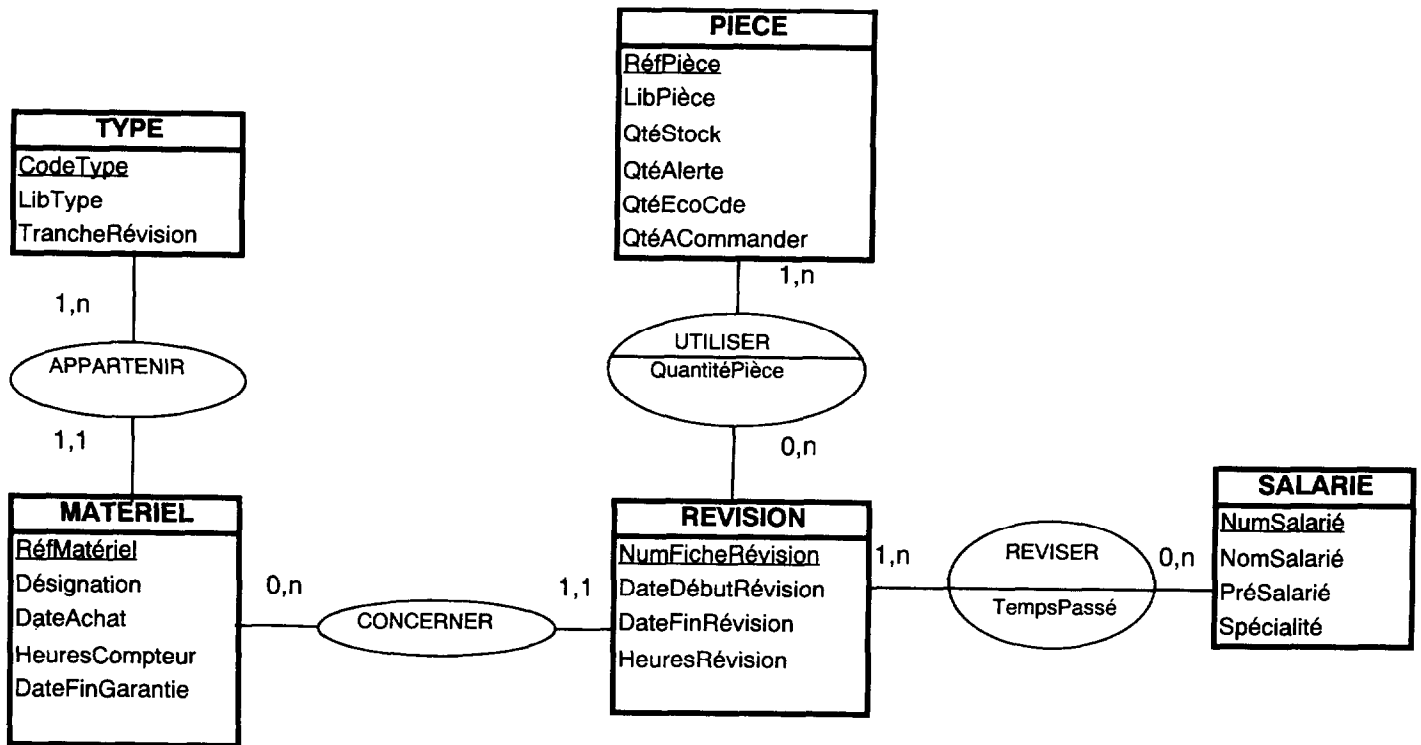 PIECE
RéfPièce
LibPièce
QtéStock
QtéAlerte
QtéEcoCde
QtéACommander
TYPE
CodeType
LibType
TrancheRévision
1,n
1,n
UTILISER
QuantitéPièce
APPARTENIR
1,1
0,n
MATERIEL
RéfMatériel
Désignation
DateAchat
HeuresCompteur
DateFinGarantie
0,n
CONCERNER
1,1
REVISION
NumFicheRévision
DateDébutRévision
DateFinRévision
HeuresRévision
1,n
REVISER
TempsPassé
0,n
SALARIE
NumSalarié
NomSalarié
PréSalarié
Spécialité